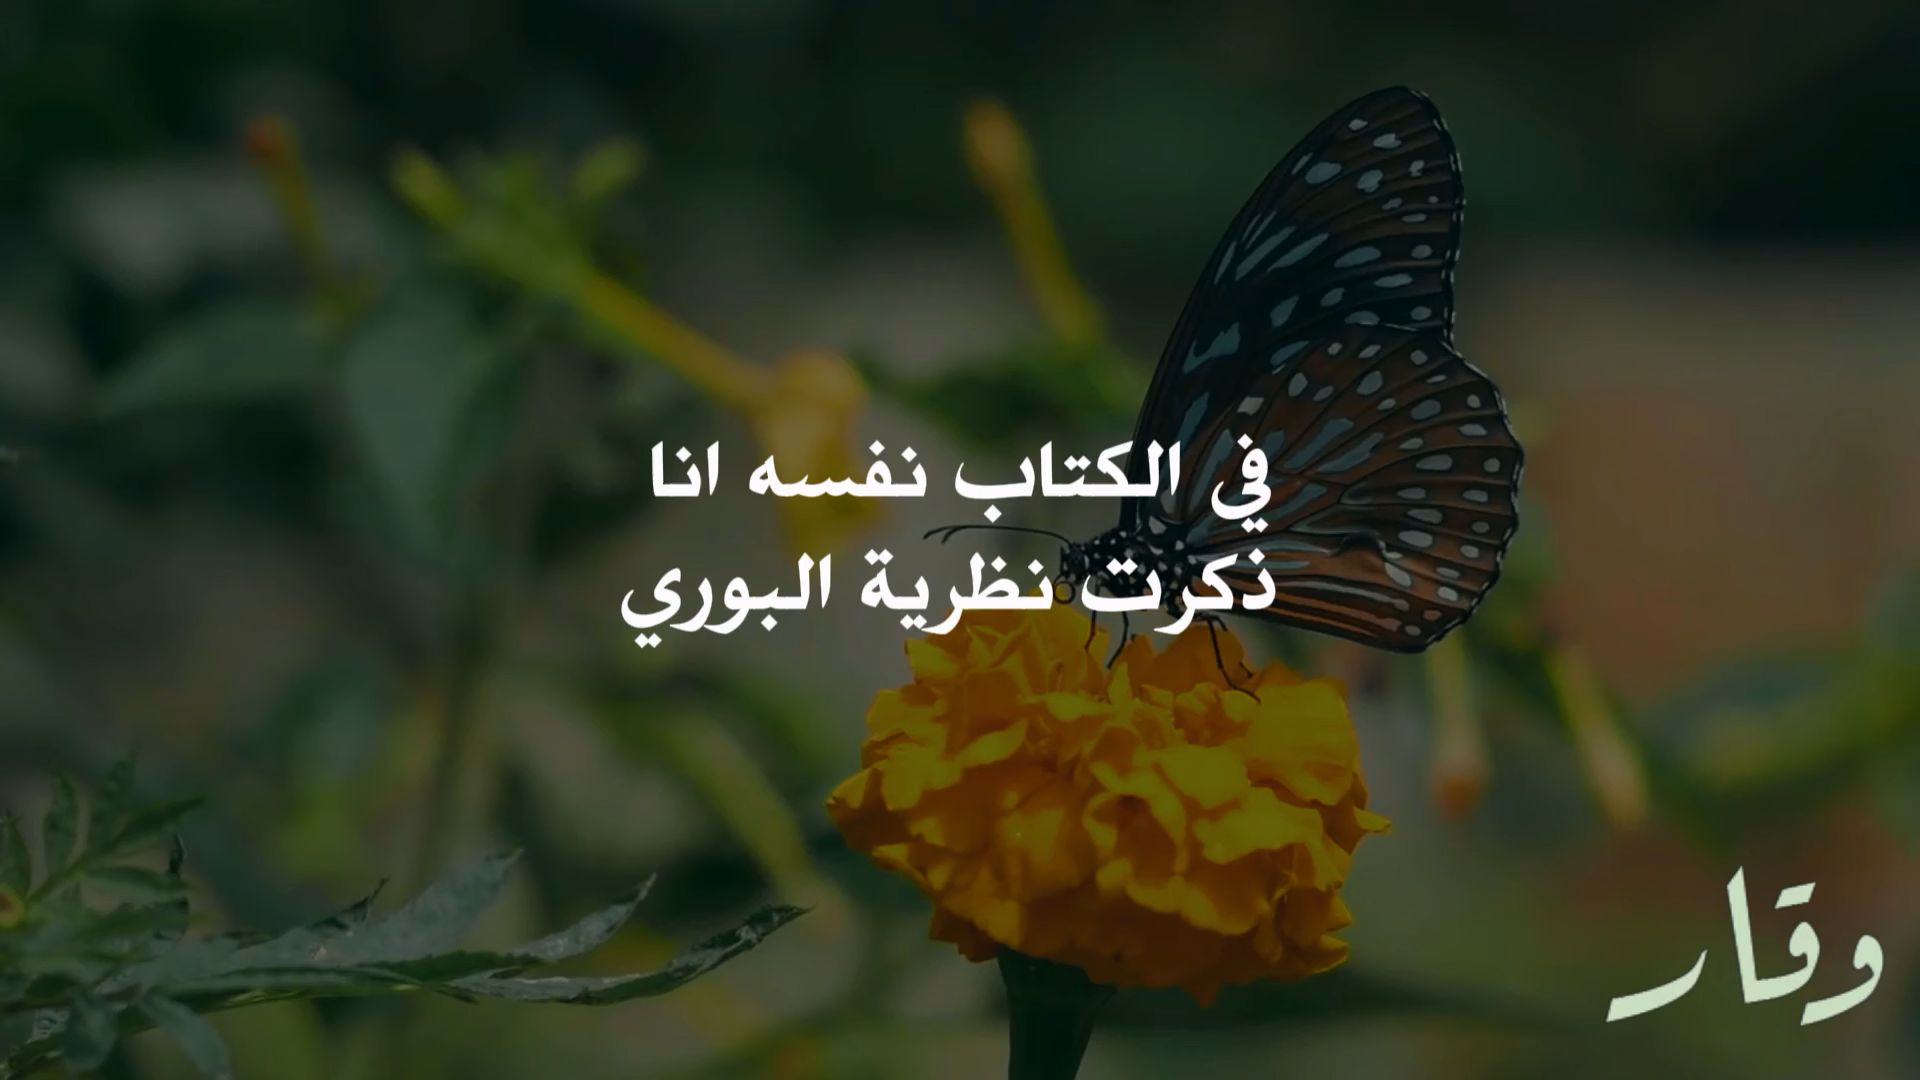 في الكتاب نفسه انا
ذكرت نظرية البوري
وقار